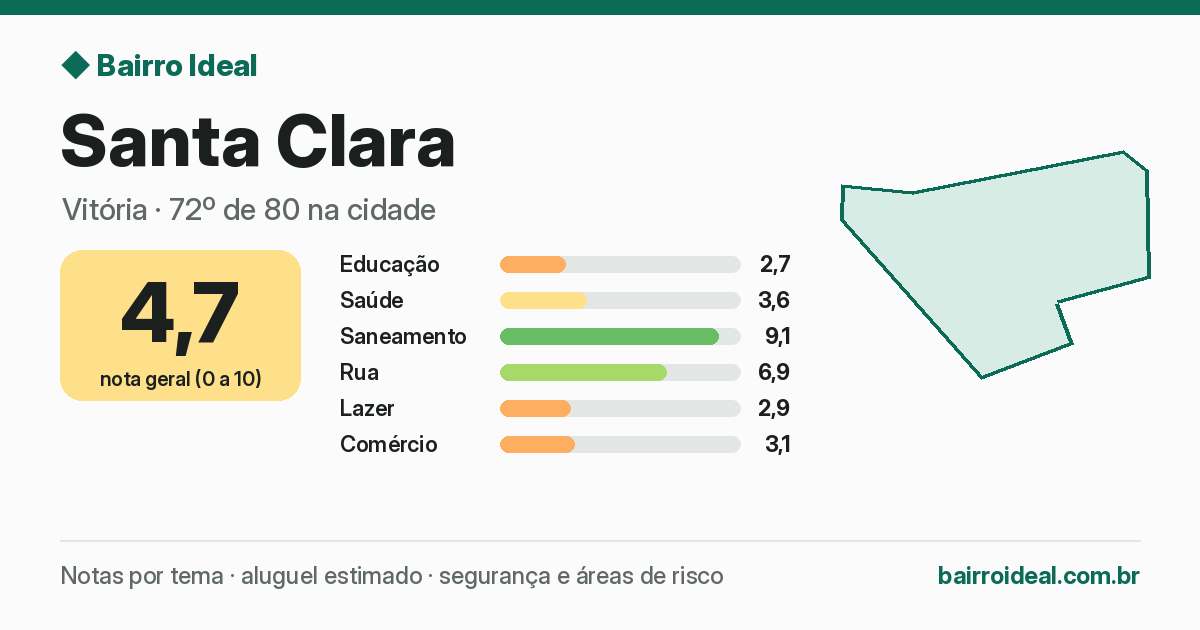 Bairro Ideal
Santa Clara
Vitória · 72º de 80 na cidade
4,7
nota geral (0 a 10)
Educação 2,7
Saúde 3,6
Saneamento 9,1
Rua 6,9
Lazer 2,9
Comércio 3,1
Notas por tema · aluguel estimado · segurança e áreas de risco
bairroideal.com.br